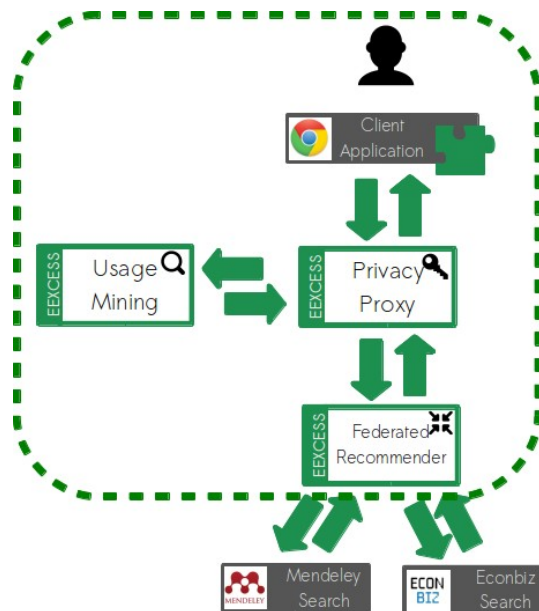 Client
Application
EEXCESS
Usage
Mining
EEXCESS
Privacy
Proxy
EEXCESS
Federated
Recommender
MENDELEY
Mendeley
Search
ECON
BIZ
Econbiz
Search